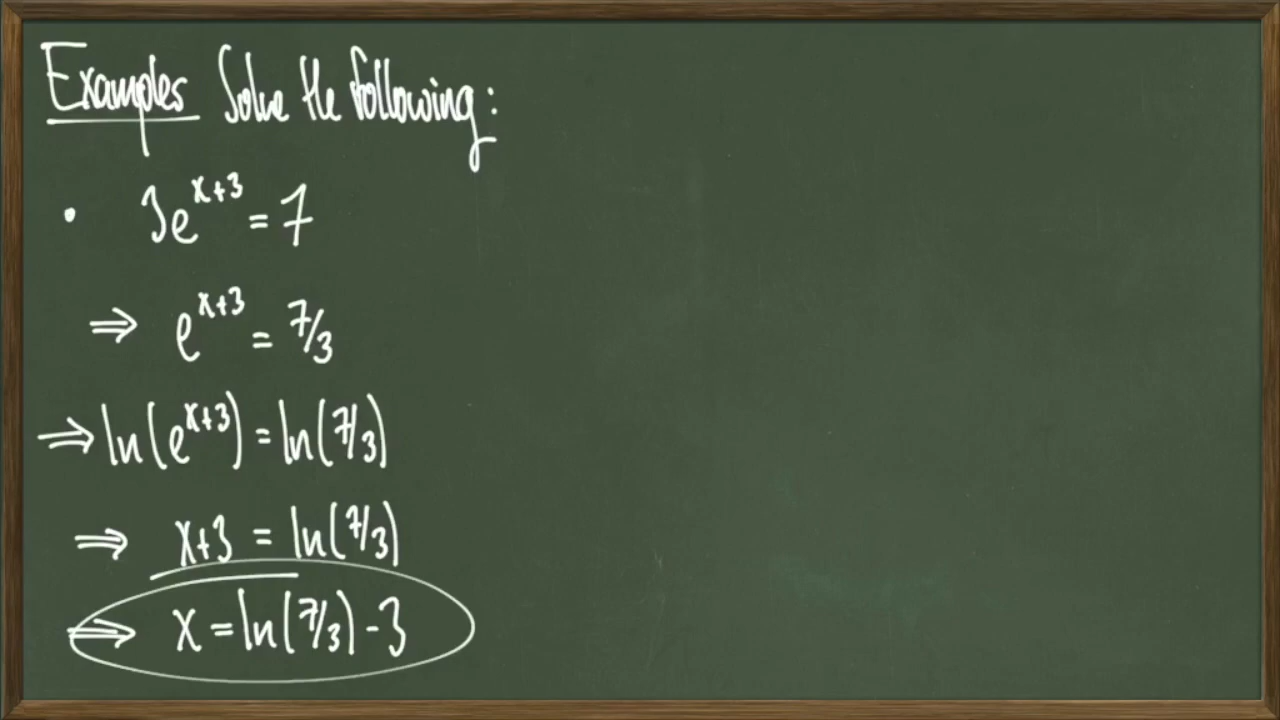 Examples Solve the following:
• 3e^{x+3} = 7
⇒ e^{x+3} = 7/3
⇒ ln(e^{x+3}) = ln(7/3)
⇒ x+3 = ln(7/3)
⇒ x = ln(7/3) - 3